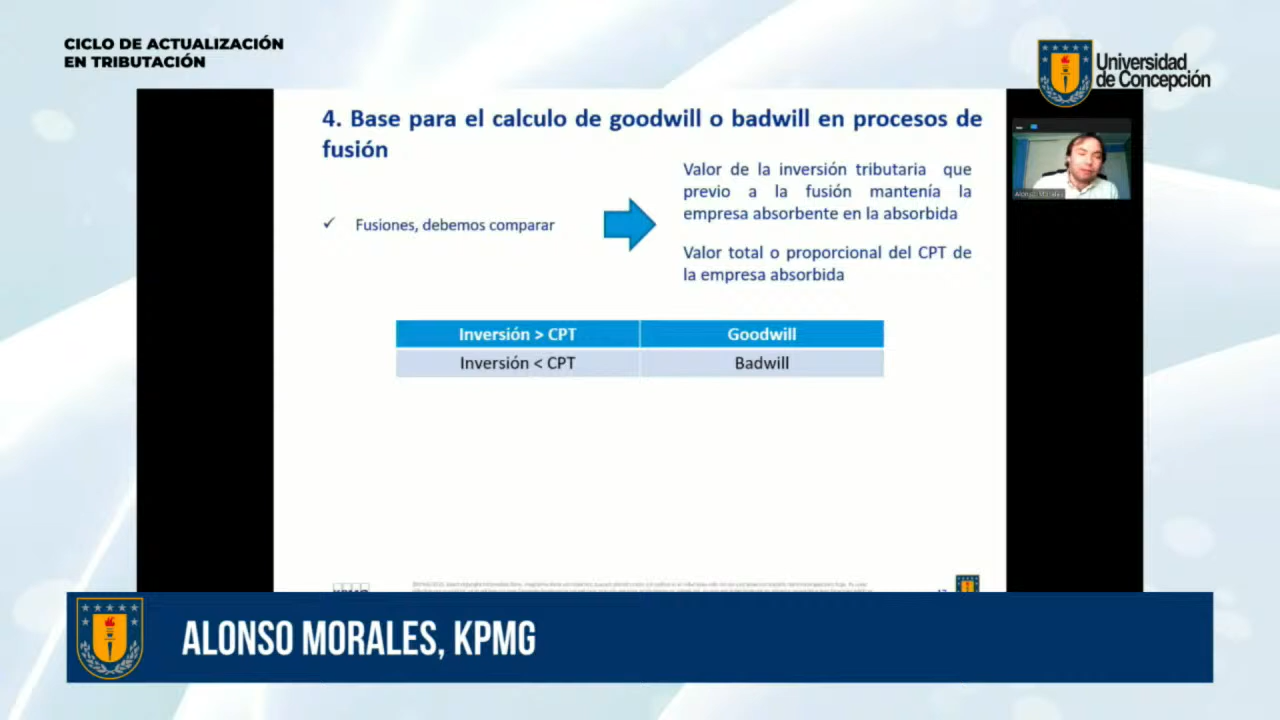 CICLO DE ACTUALIZACIÓN
EN TRIBUTACIÓN
Universidad
de Concepción
4. Base para el calculo de goodwill o badwill en procesos de
fusión
Valor de la inversión tributaria que
previo a la fusión mantenía la
empresa absorbente en la absorbida
✓ Fusiones, debemos comparar
Valor total o proporcional del CPT de
la empresa absorbida
Inversión > CPT Goodwill
Inversión < CPT Badwill
Alonso Morales
ALONSO MORALES, KPMG